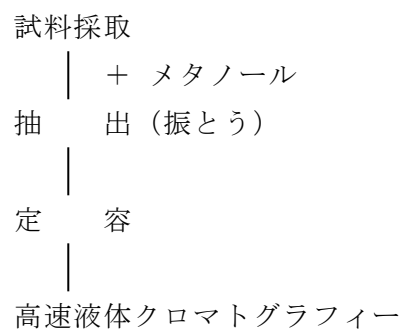 試料採取
+ メタノール
抽　　出（振とう）
定　　容
高速液体クロマトグラフィー